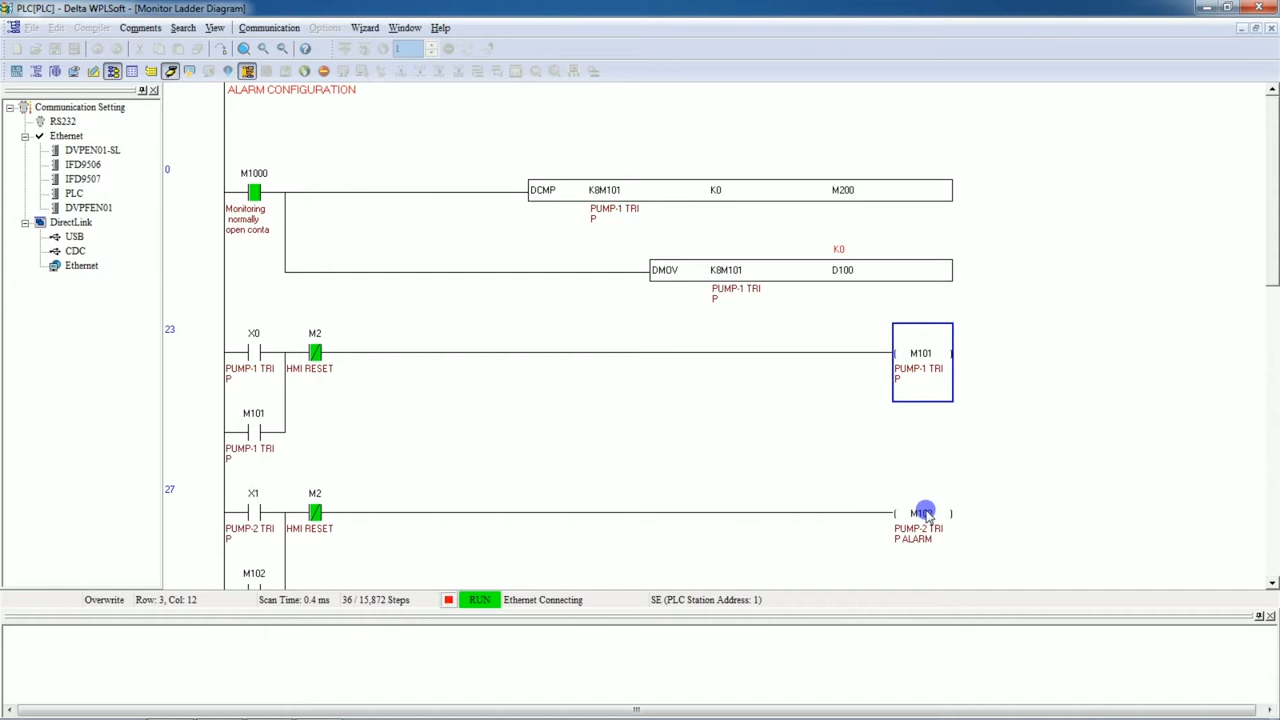 PLC[PLC] - Delta WPLSoft - [Monitor Ladder Diagram]
File Edit Compiler Comments Search View Communication Options Wizard Window Help
1
Communication Setting
RS232
Ethernet
DVPEN01-SL
IFD9506
IFD9507
PLC
DVPFEN01
DirectLink
USB
CDC
Ethernet
ALARM CONFIGURATION
0
M1000
Monitoring
normally
open conta
DCMP K8M101 K0 M200
PUMP-1 TRI
P
K0
DMOV K8M101 D100
PUMP-1 TRI
P
23
X0 M2
M101
PUMP-1 TRI
P
HMI RESET
PUMP-1 TRI
P
M101
PUMP-1 TRI
P
27
X1 M2
PUMP-2 TRI
P
HMI RESET
PUMP-2 TRI
P ALARM
M102
Overwrite Row: 3, Col: 12 Scan Time: 0.4 ms 36 / 15,872 Steps RUN Ethernet Connecting SE (PLC Station Address: 1)